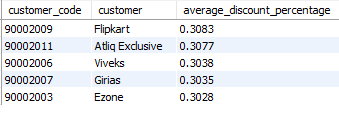 customer_code customer average_discount_percentage
90002009 Flipkart 0.3083
90002011 Atliq Exclusive 0.3077
90002006 Viveks 0.3038
90002007 Girias 0.3035
90002003 Ezone 0.3028